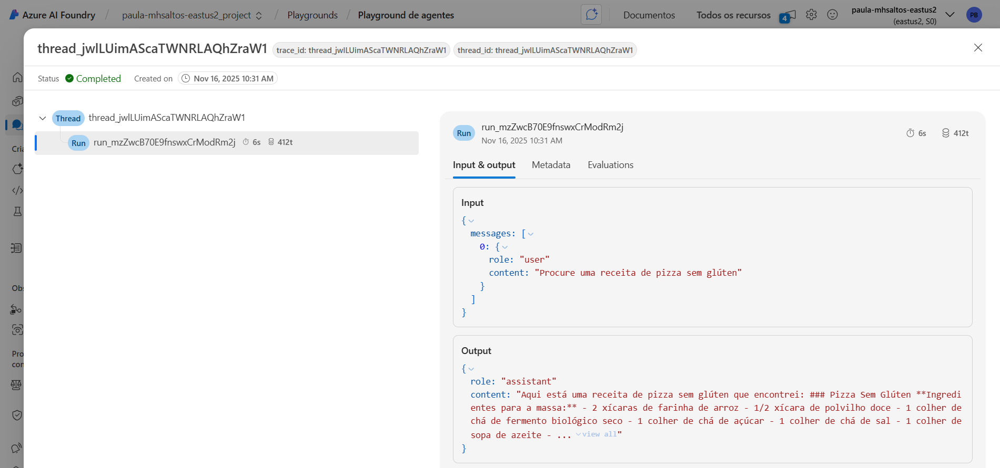 Azure AI Foundry / paula-mhsaltos-eastus2_project / Playgrounds / Playground de agentes
Documentos
Todos os recursos
4
paula-mhsaltos-eastus2
(eastus2, S0)
PB
thread_jwlLUimAScaTWNRLAQhZraW1
trace_id: thread_jwlLUimAScaTWNRLAQhZraW1
thread_id: thread_jwlLUimAScaTWNRLAQhZraW1
Status Completed Created on Nov 16, 2025 10:31 AM
Cria
Obs
Pro
con
Thread thread_jwlLUimAScaTWNRLAQhZraW1
Run run_mzZwcB70E9fnswxCrModRm2j 6s 412t
Run run_mzZwcB70E9fnswxCrModRm2j
Nov 16, 2025 10:31 AM
6s 412t
Input & output Metadata Evaluations
Input
{
messages: [
0: {
role: "user"
content: "Procure uma receita de pizza sem glúten"
}
]
}
Output
{
role: "assistant"
content: "Aqui está uma receita de pizza sem glúten que encontrei: ### Pizza Sem Glúten **Ingredi
entes para a massa:** - 2 xícaras de farinha de arroz - 1/2 xícara de polvilho doce - 1 colher de
chá de fermento biológico seco - 1 colher de chá de açúcar - 1 colher de chá de sal - 1 colher de
sopa de azeite - ... view all"
}